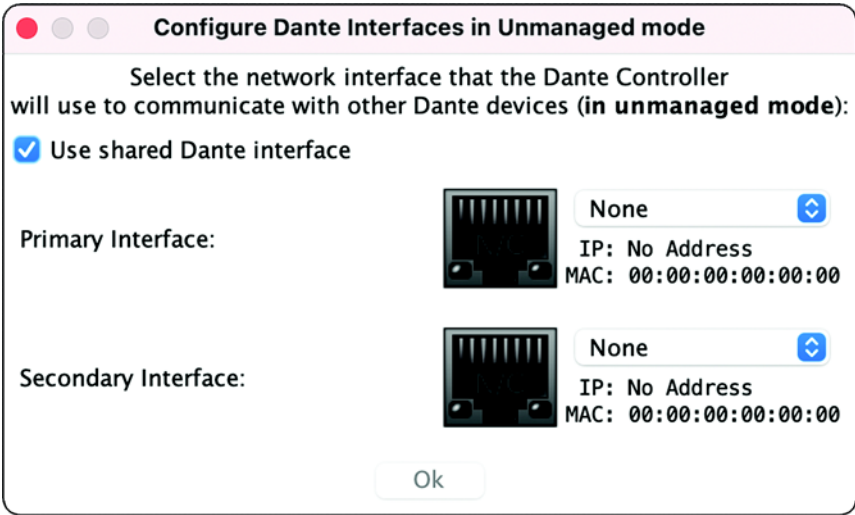 Configure Dante Interfaces in Unmanaged mode
Select the network interface that the Dante Controller
will use to communicate with other Dante devices (in unmanaged mode):
Use shared Dante interface
Primary Interface:
N/C
None
IP: No Address
MAC: 00:00:00:00:00:00
Secondary Interface:
N/C
None
IP: No Address
MAC: 00:00:00:00:00:00
Ok